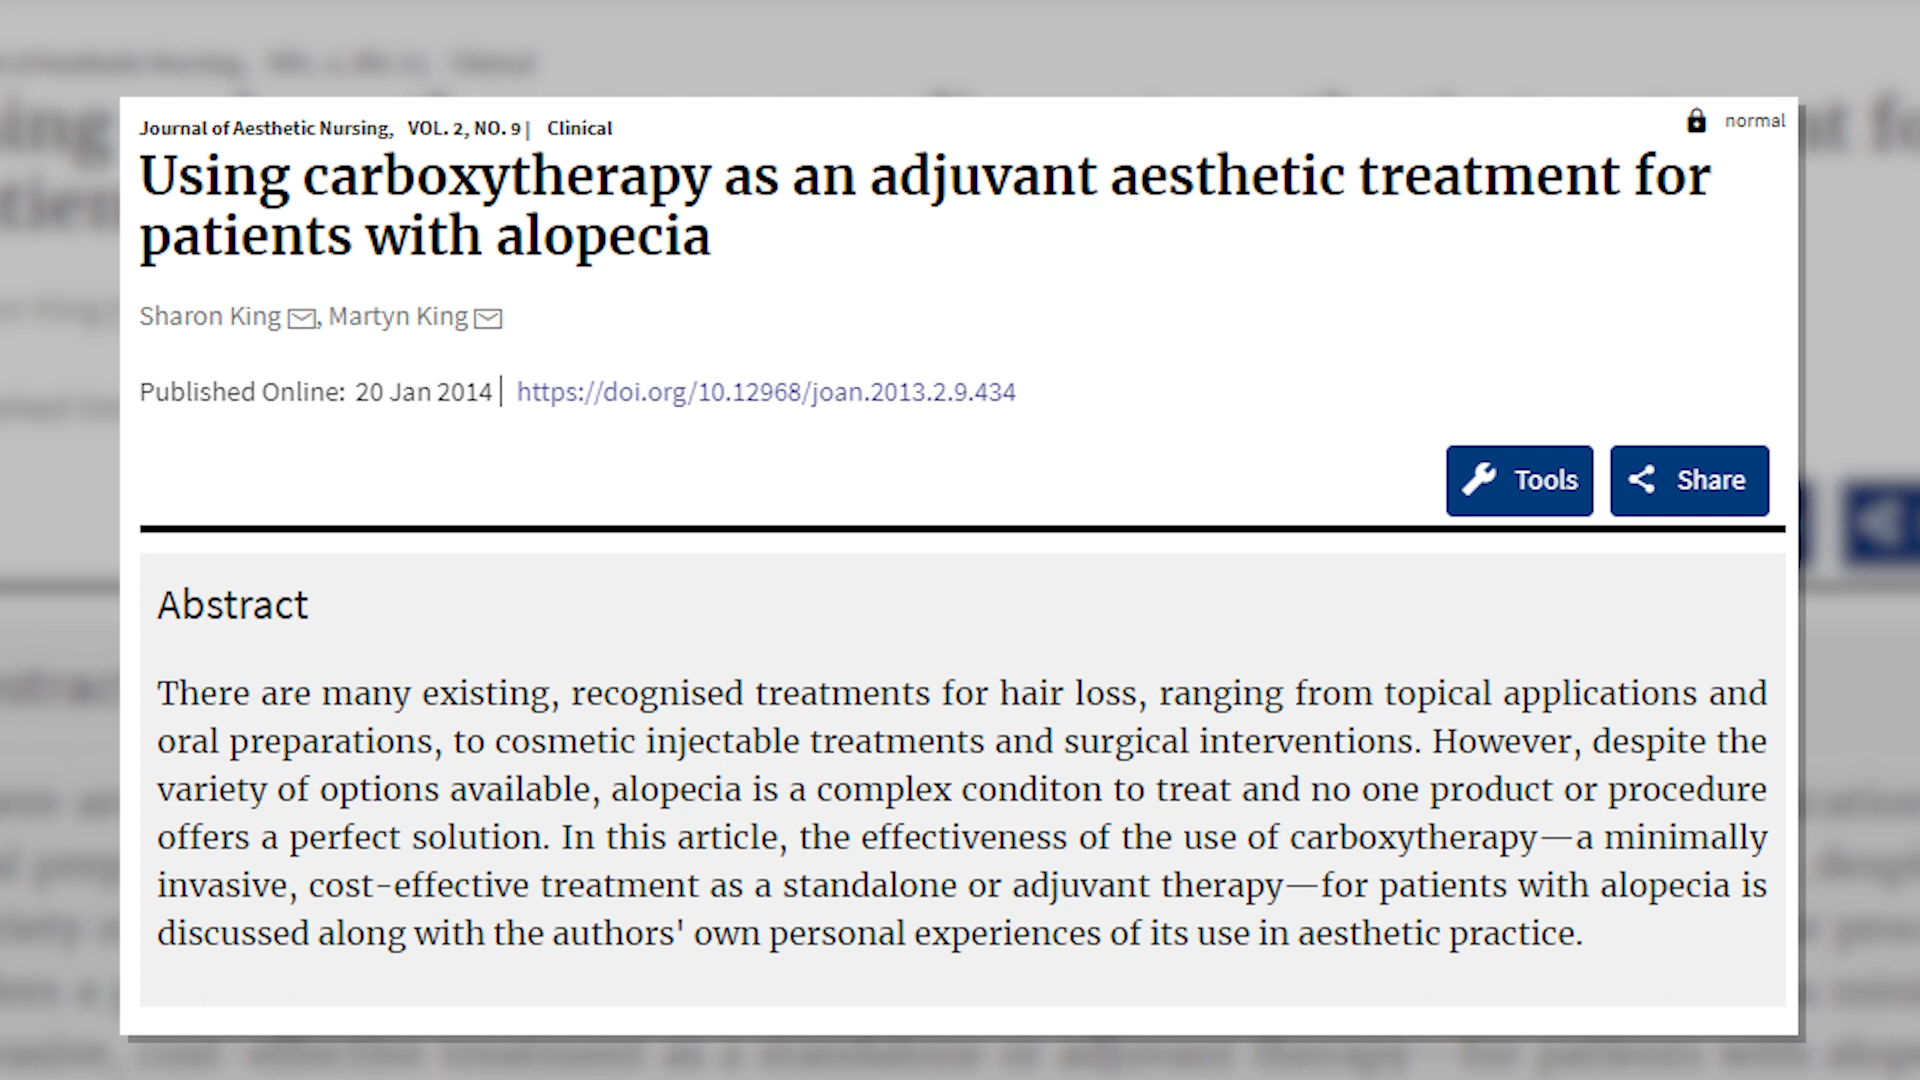 Journal of Aesthetic Nursing, VOL. 2, NO. 9 | Clinical
normal
Using carboxytherapy as an adjuvant aesthetic treatment for
patients with alopecia
Sharon King, Martyn King
Published Online: 20 Jan 2014 | https://doi.org/10.12968/joan.2013.2.9.434
Tools Share
Abstract
There are many existing, recognised treatments for hair loss, ranging from topical applications and
oral preparations, to cosmetic injectable treatments and surgical interventions. However, despite the
variety of options available, alopecia is a complex conditon to treat and no one product or procedure
offers a perfect solution. In this article, the effectiveness of the use of carboxytherapy—a minimally
invasive, cost-effective treatment as a standalone or adjuvant therapy—for patients with alopecia is
discussed along with the authors' own personal experiences of its use in aesthetic practice.